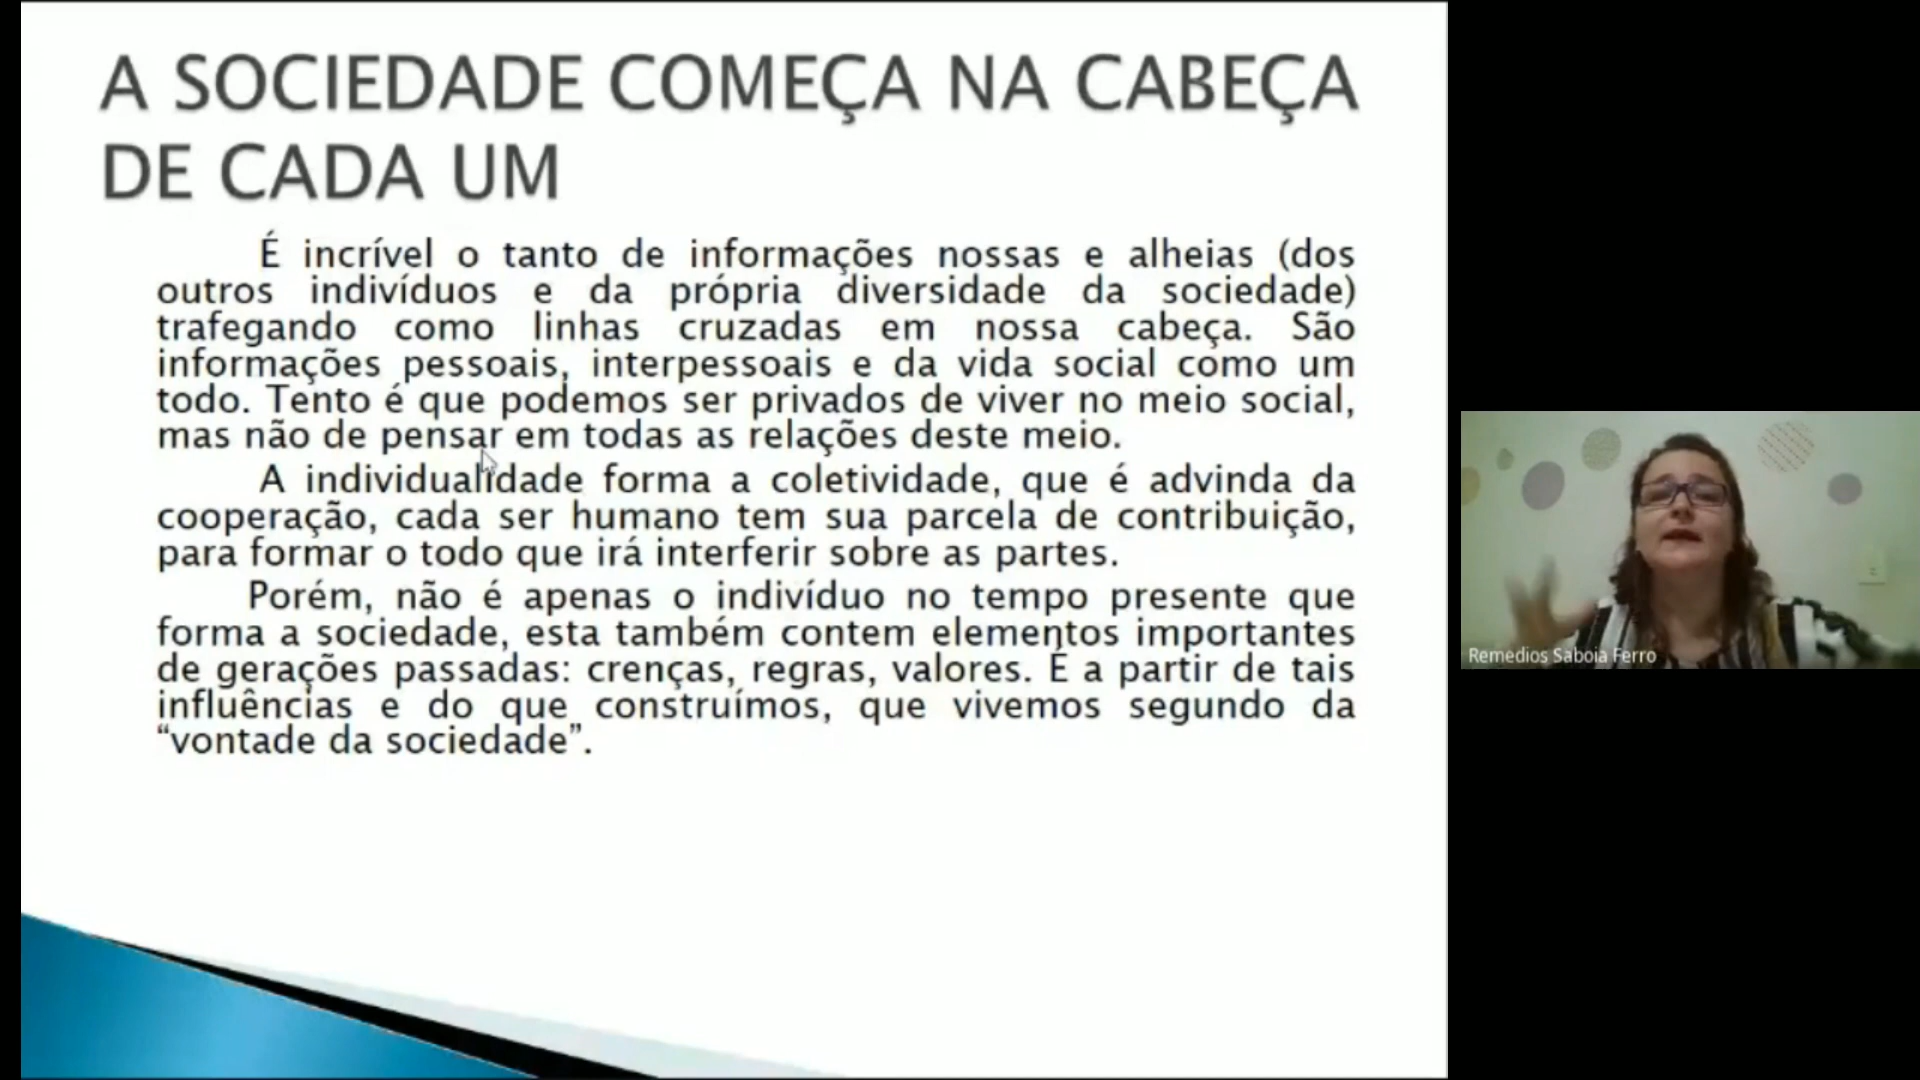 A SOCIEDADE COMEÇA NA CABEÇA
DE CADA UM
É incrível o tanto de informações nossas e alheias (dos
outros indivíduos e da própria diversidade da sociedade)
trafegando como linhas cruzadas em nossa cabeça. São
informações pessoais, interpessoais e da vida social como um
todo. Tento é que podemos ser privados de viver no meio social,
mas não de pensar em todas as relações deste meio.
A individualidade forma a coletividade, que é advinda da
cooperação, cada ser humano tem sua parcela de contribuição,
para formar o todo que irá interferir sobre as partes.
Porém, não é apenas o indivíduo no tempo presente que
forma a sociedade, esta também contem elementos importantes
de gerações passadas: crenças, regras, valores. É a partir de tais
influências e do que construímos, que vivemos segundo da
“vontade da sociedade”.
Remedios Saboia Ferro